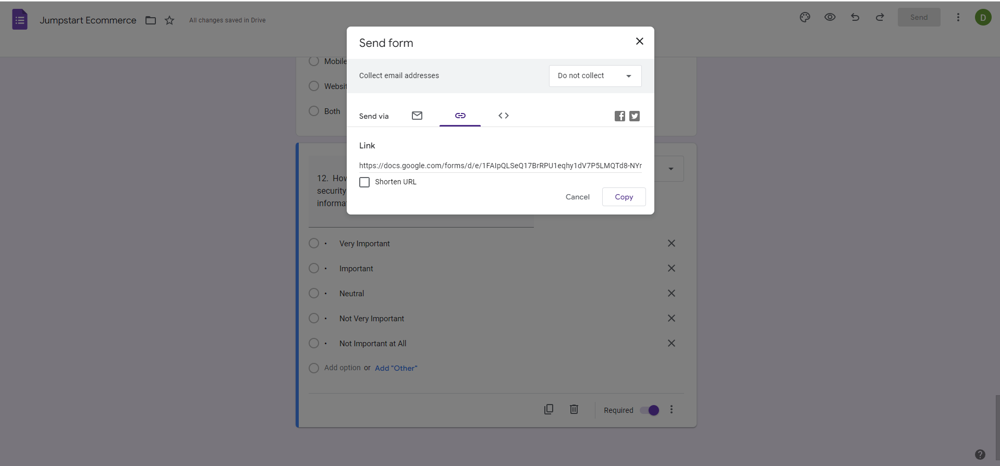 Jumpstart Ecommerce
All changes saved in Drive
Send
D
Send form
Collect email addresses
Do not collect
Send via
Link
https://docs.google.com/forms/d/e/1FAIpQLSeQ17BrRPU1eqhy1dV7P5LMQTd8-NYr
Shorten URL
Cancel
Copy
Mobile
Websit
Both
12. How
security
informa
• Very Important
• Important
• Neutral
• Not Very Important
• Not Important at All
Add option or Add "Other"
Required